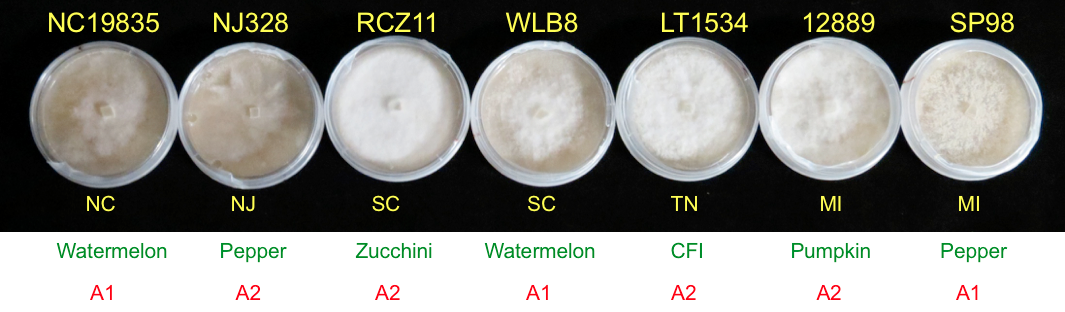 NC19835 NJ328 RCZ11 WLB8 LT1534 12889 SP98
NC NJ SC SC TN MI MI
Watermelon Pepper Zucchini Watermelon CFI Pumpkin Pepper
A1 A2 A2 A1 A2 A2 A1